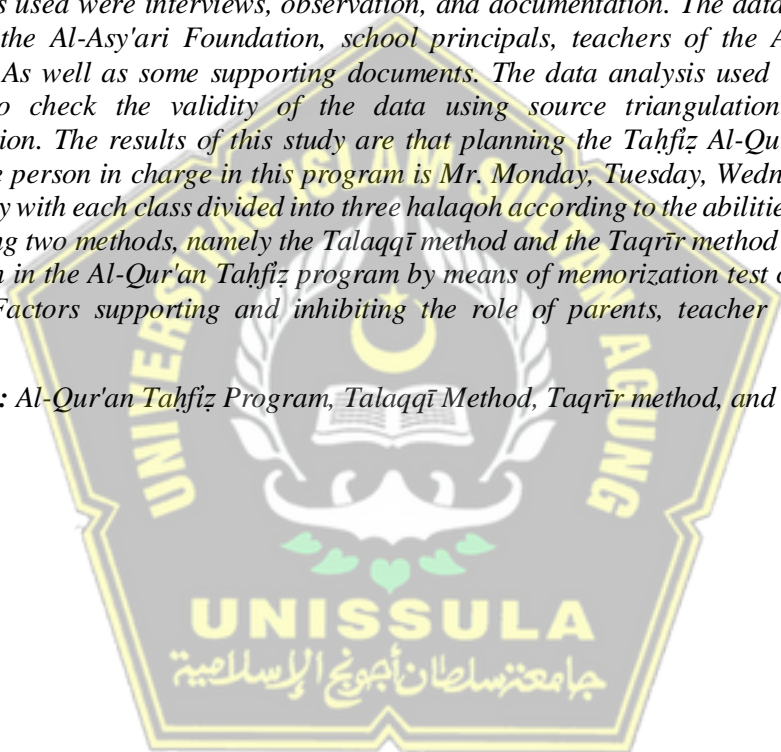 s used were interviews, observation, and documentation. The data
the Al-Asy'ari Foundation, school principals, teachers of the A
As well as some supporting documents. The data analysis used
o check the validity of the data using source triangulation
ion. The results of this study are that planning the Taḥfiẓ Al-Qu
e person in charge in this program is Mr. Monday, Tuesday, Wedn
y with each class divided into three halaqoh according to the abilities
ng two methods, namely the Talaqqī method and the Taqrīr method
n in the Al-Qur'an Taḥfiẓ program by means of memorization test o
Factors supporting and inhibiting the role of parents, teacher
: Al-Qur'an Taḥfiẓ Program, Talaqqī Method, Taqrīr method, and
UNIVERSITAS ISLAM SULTAN AGUNG
UNISSULA
جامعتنسلطان أجونج الإسلامية